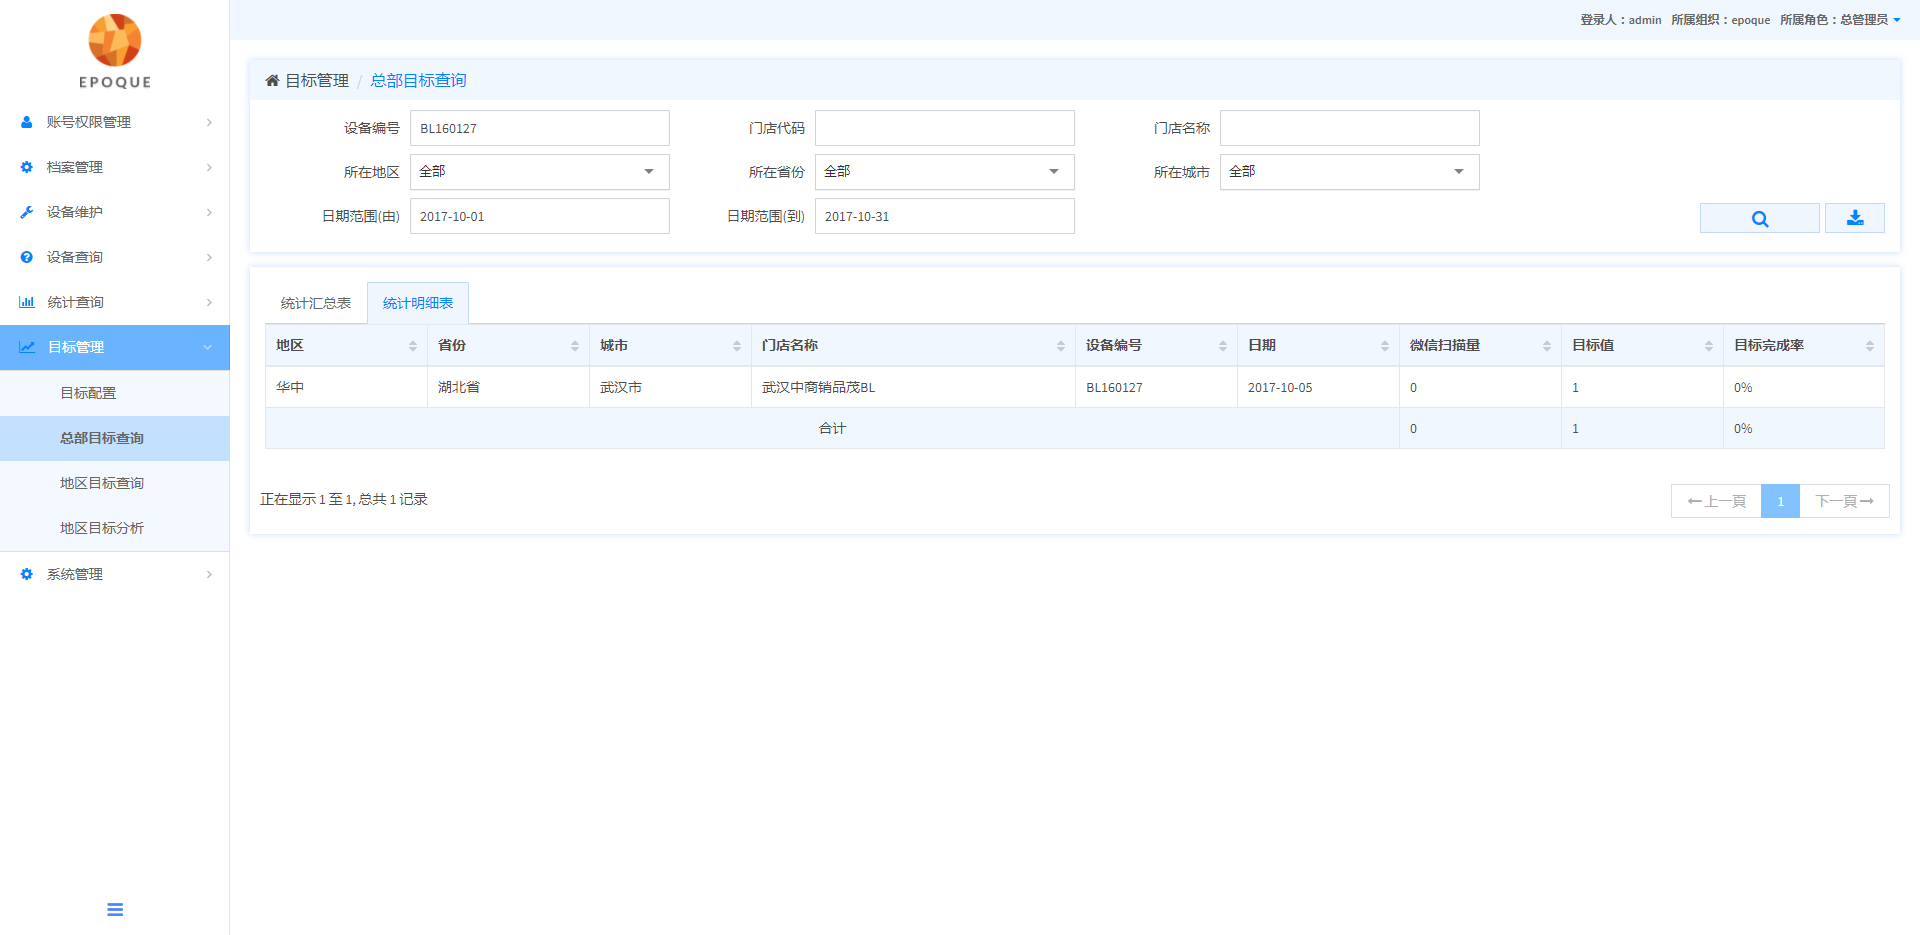 登录人：admin 所属组织：epoque 所属角色：总管理员
EPOQUE
账号权限管理
档案管理
设备维护
设备查询
统计查询
目标管理
目标配置
总部目标查询
地区目标查询
地区目标分析
系统管理
目标管理 / 总部目标查询
设备编号 BL160127 门店代码 门店名称
所在地区 全部 所在省份 全部 所在城市 全部
日期范围(由) 2017-10-01 日期范围(到) 2017-10-31
统计汇总表 统计明细表
地区 省份 城市 门店名称 设备编号 日期 微信扫描量 目标值 目标完成率
华中 湖北省 武汉市 武汉中商销品茂BL BL160127 2017-10-05 0 1 0%
合计 0 1 0%
正在显示 1 至 1, 总共 1 记录
上一頁 1 下一頁